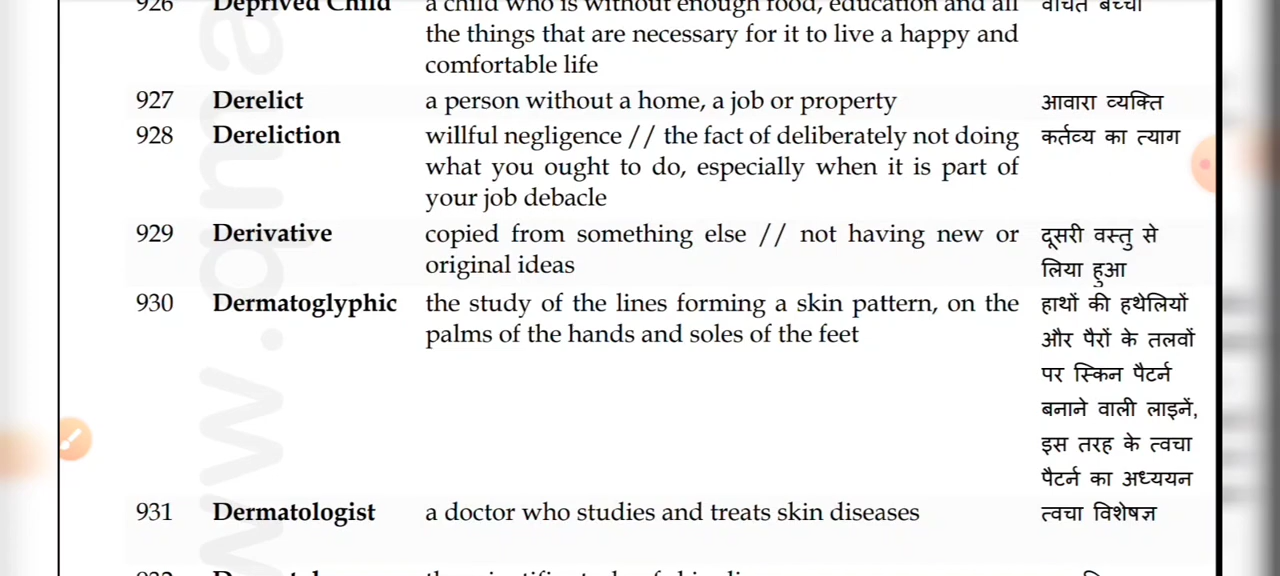 926 Deprived Child a child who is without enough food, education and all वंचित बच्चा
the things that are necessary for it to live a happy and
comfortable life
927 Derelict a person without a home, a job or property आवारा व्यक्ति
928 Dereliction willful negligence // the fact of deliberately not doing कर्तव्य का त्याग
what you ought to do, especially when it is part of
your job debacle
929 Derivative copied from something else // not having new or दूसरी वस्तु से
original ideas लिया हुआ
930 Dermatoglyphic the study of the lines forming a skin pattern, on the हाथों की हथेलियों
palms of the hands and soles of the feet और पैरों के तलवों
पर स्किन पैटर्न
बनाने वाली लाइनें,
इस तरह के त्वचा
पैटर्न का अध्ययन
931 Dermatologist a doctor who studies and treats skin diseases त्वचा विशेषज्ञ